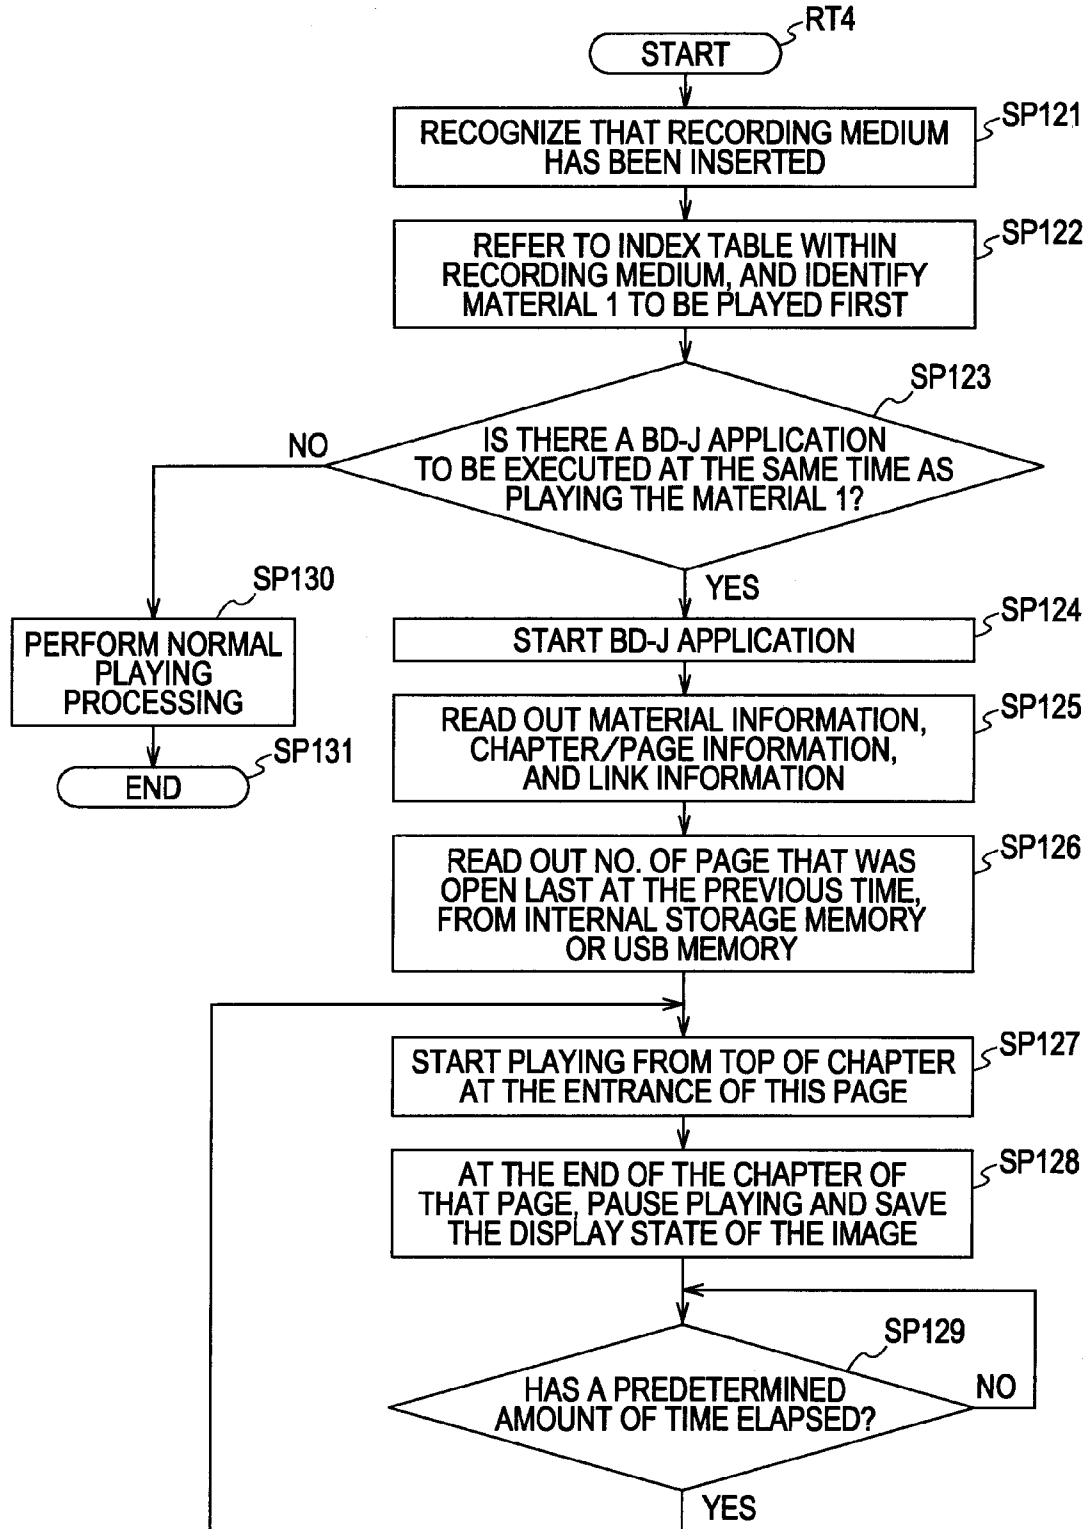 RT4
START
SP121
RECOGNIZE THAT RECORDING MEDIUM
HAS BEEN INSERTED
SP122
REFER TO INDEX TABLE WITHIN
RECORDING MEDIUM, AND IDENTIFY
MATERIAL 1 TO BE PLAYED FIRST
SP123
IS THERE A BD-J APPLICATION
TO BE EXECUTED AT THE SAME TIME AS
PLAYING THE MATERIAL 1?
NO
YES
SP130
PERFORM NORMAL
PLAYING
PROCESSING
SP131
END
SP124
START BD-J APPLICATION
SP125
READ OUT MATERIAL INFORMATION,
CHAPTER/PAGE INFORMATION,
AND LINK INFORMATION
SP126
READ OUT NO. OF PAGE THAT WAS
OPEN LAST AT THE PREVIOUS TIME,
FROM INTERNAL STORAGE MEMORY
OR USB MEMORY
SP127
START PLAYING FROM TOP OF CHAPTER
AT THE ENTRANCE OF THIS PAGE
SP128
AT THE END OF THE CHAPTER OF
THAT PAGE, PAUSE PLAYING AND SAVE
THE DISPLAY STATE OF THE IMAGE
SP129
HAS A PREDETERMINED
AMOUNT OF TIME ELAPSED?
NO
YES